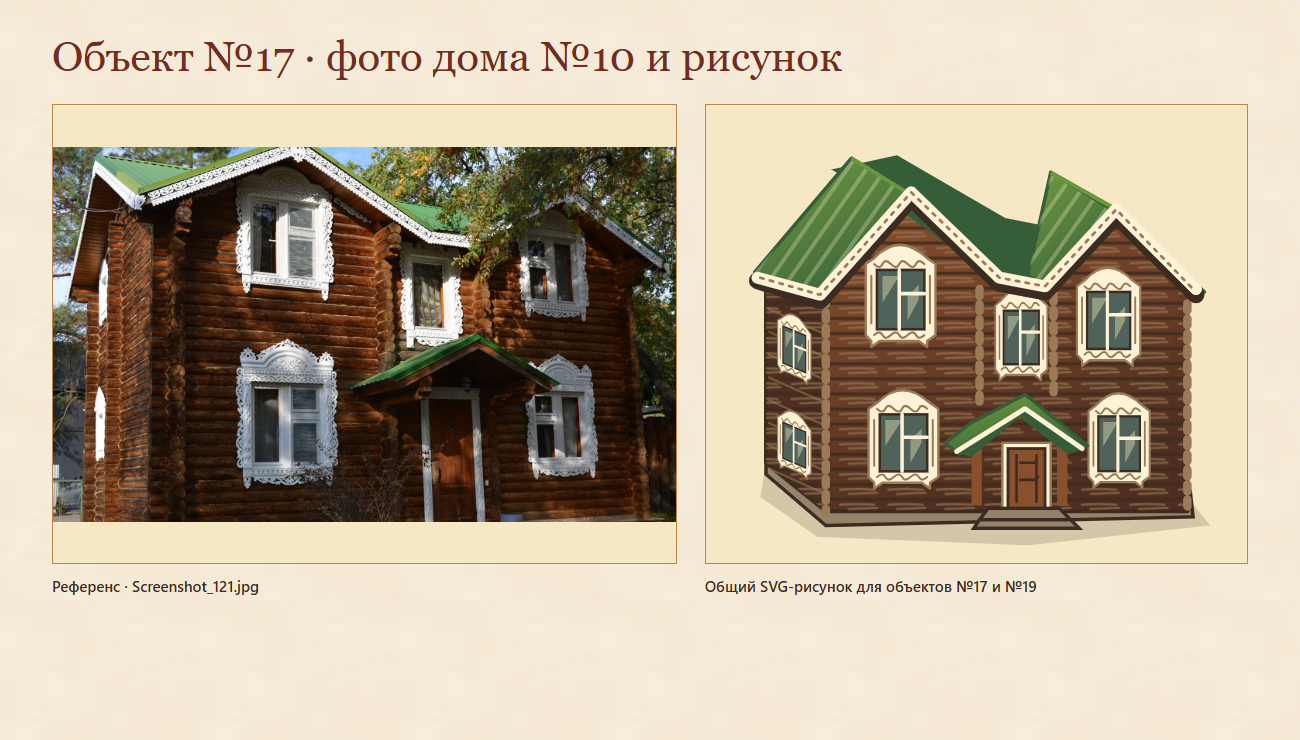 Объект №17 · фото дома №10 и рисунок
Референс · Screenshot_121.jpg
Общий SVG-рисунок для объектов №17 и №19